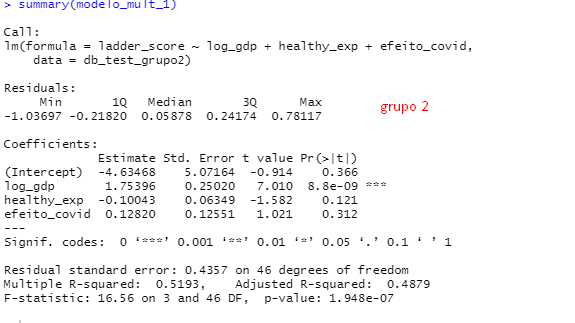 > summary(modelo_mult_1)
Call:
lm(formula = ladder_score ~ log_gdp + healthy_exp + efeito_covid,
    data = db_test_grupo2)
Residuals:
     Min       1Q   Median       3Q      Max
-1.03697 -0.21820  0.05878  0.24174  0.78117
grupo 2
Coefficients:
             Estimate Std. Error t value Pr(>|t|)
(Intercept)  -4.63468    5.07164  -0.914    0.366
log_gdp       1.75396    0.25020   7.010  8.8e-09 ***
healthy_exp  -0.10043    0.06349  -1.582    0.121
efeito_covid  0.12820    0.12551   1.021    0.312
---
Signif. codes:  0 ‘***’ 0.001 ‘**’ 0.01 ‘*’ 0.05 ‘.’ 0.1 ‘ ’ 1
Residual standard error: 0.4357 on 46 degrees of freedom
Multiple R-squared:  0.5193,    Adjusted R-squared:  0.4879
F-statistic: 16.56 on 3 and 46 DF,  p-value: 1.948e-07